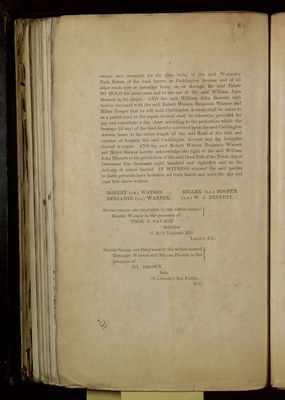 owners and occupiers for the time being of the said Worcester
Park Estate of the road known as Cuddington Avenue and of all
other roads now or hereafter being on or through the said Estate
TO HOLD the same unto and to the use of the said William John
Bennett in fee simple AND the said William John Bennett doth
hereby covenant with the said Robert Watson Benjamin Warner and
Miller Hooper that he will until Cuddington Avenue shall be taken to
as a parish road or the repair thereof shall be otherwise provided for
pay and contribute a fair share according to the proportion which the
frontage (if any) of the land hereby conveyed upon the said Cuddington
Avenue bears to the entire length of the said Road of the cost and
expense of keeping the said Cuddington Avenue and the footpaths
thereof in repair AND the said Robert Watson Benjamin Warner
and Miller Hooper hereby acknowledge the right of the said William
John Bennett to the production of the said Deed Poll of the Tenth day of
December One thousand eight hundred and eighty and to the
delivery of copies thereof IN WITNESS whereof the said parties
to these presents have hereunto set their hands and seals the day and
year first above written
ROBERT (L.S.) WATSON. MILLER (L.S.) HOOPER.
BENJAMIN (L.S.) WARNER. (L.S.) W. J. BENNETT.
SIGNED SEALED AND DELIVERED by the within-named
ROBERT WATSON in the presence of
THOS. J. SAVAGE
Solicitor
London E.C.
SIGNED SEALED AND DELIVERED by the within-named
BENJAMIN WARNER and MILLER HOOPER in the
presence of
HY. BROWN
Solr.
Lincoln's Inn Fields,
W.C.